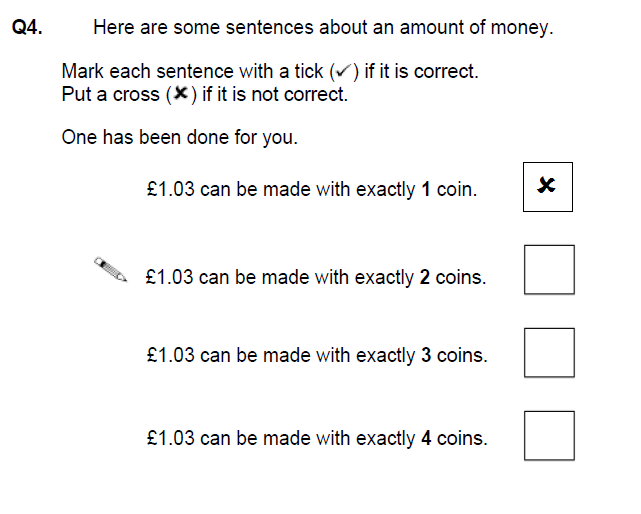 Q4. Here are some sentences about an amount of money.
Mark each sentence with a tick (✓) if it is correct.
Put a cross (✖) if it is not correct.
One has been done for you.
£1.03 can be made with exactly 1 coin. ✖
£1.03 can be made with exactly 2 coins.
£1.03 can be made with exactly 3 coins.
£1.03 can be made with exactly 4 coins.